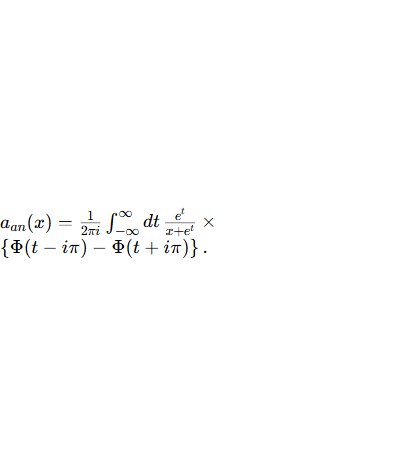 a_{an}(x) = \frac{1}{2\pi i} \int_{-\infty}^{\infty} dt \, \frac{e^t}{x+e^t} \times
\{\Phi(t - i\pi) - \Phi(t + i\pi)\} .